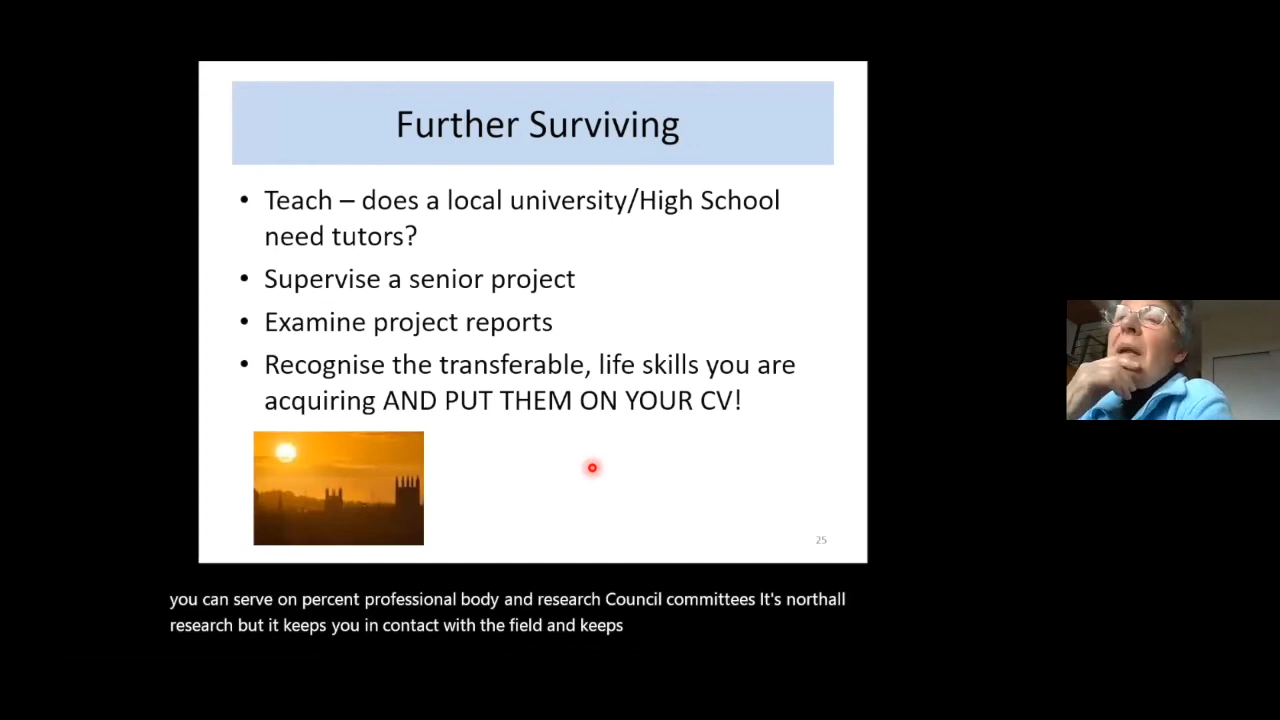 Further Surviving
• Teach – does a local university/High School
need tutors?
• Supervise a senior project
• Examine project reports
• Recognise the transferable, life skills you are
acquiring AND PUT THEM ON YOUR CV!
25
you can serve on percent professional body and research Council committees It's northall
research but it keeps you in contact with the field and keeps